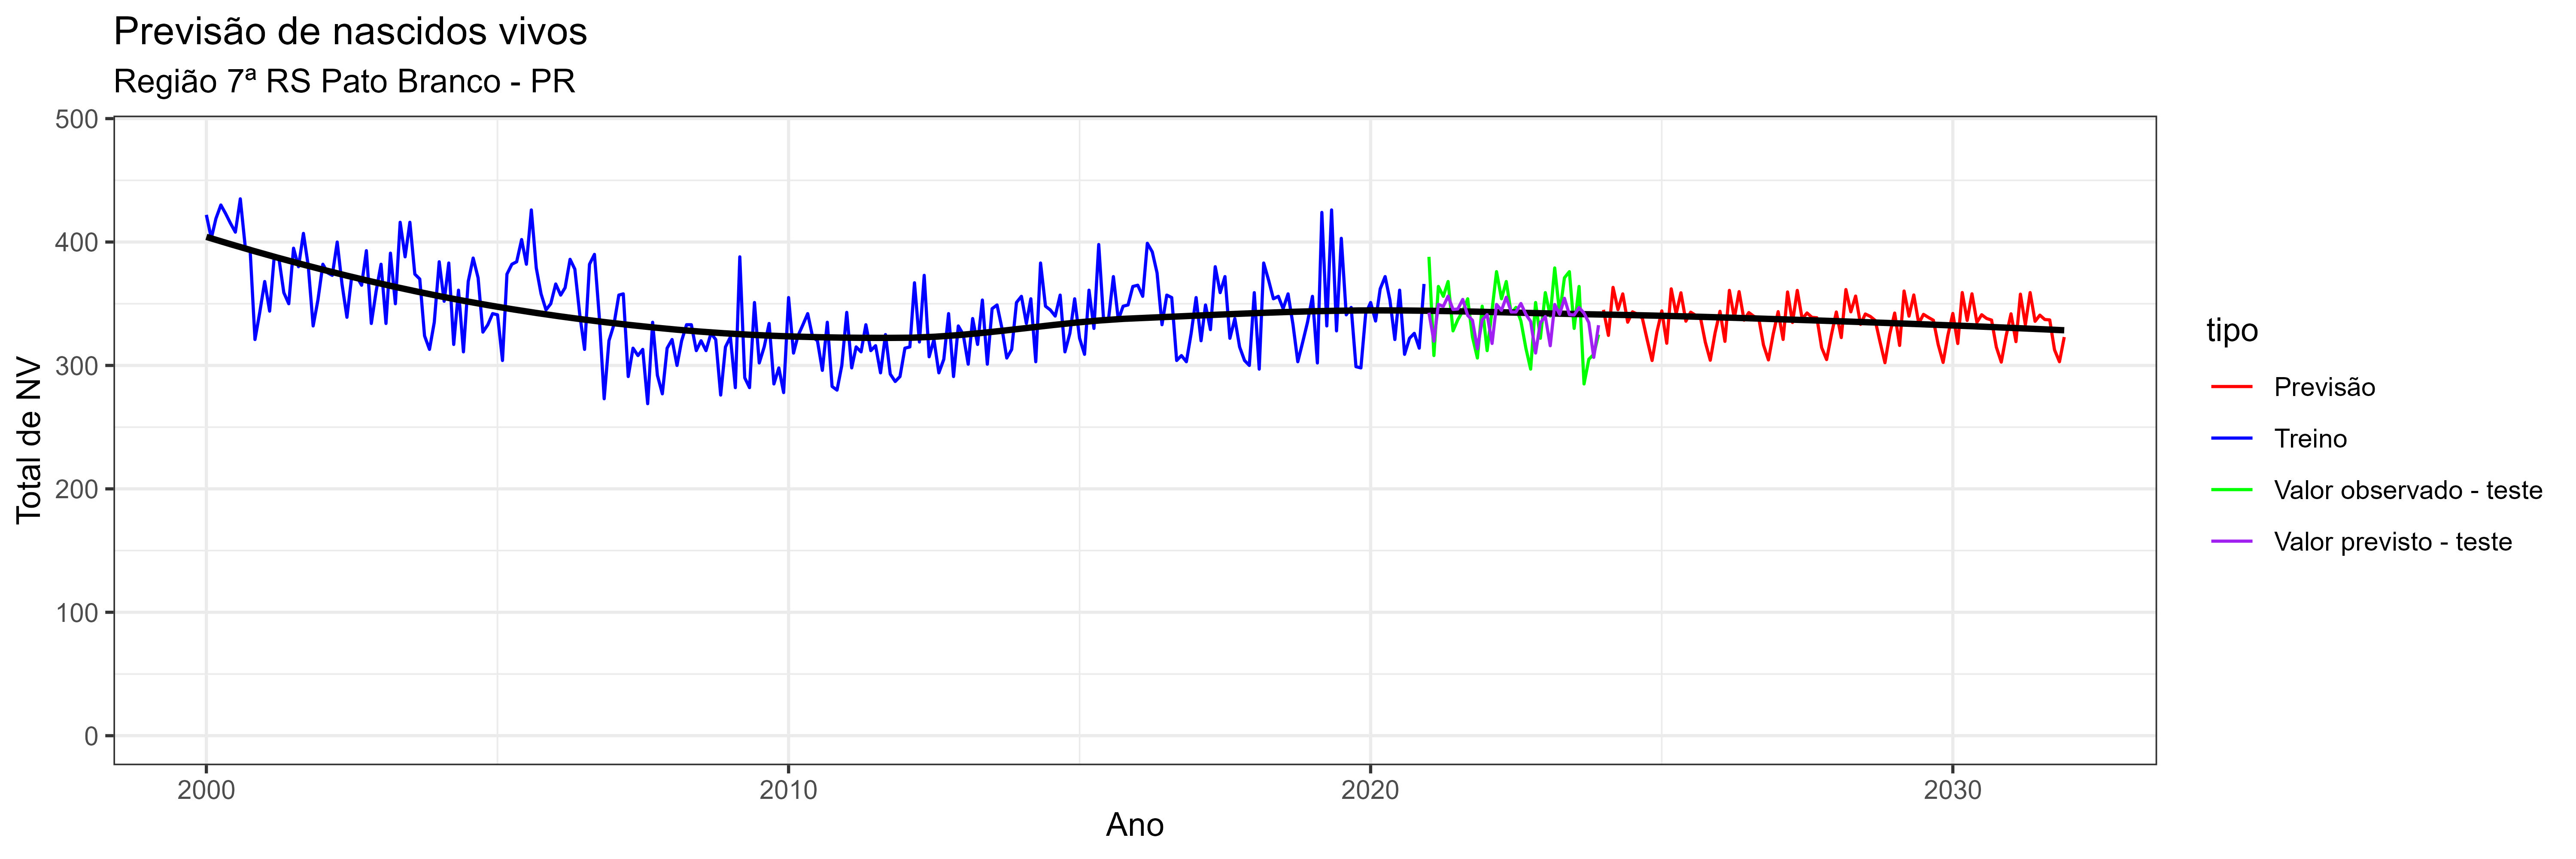 Previsão de nascidos vivos
Região 7ª RS Pato Branco - PR
500
400
300
200
100
0
Total de NV
2000
2010
2020
2030
Ano
tipo
Previsão
Treino
Valor observado - teste
Valor previsto - teste